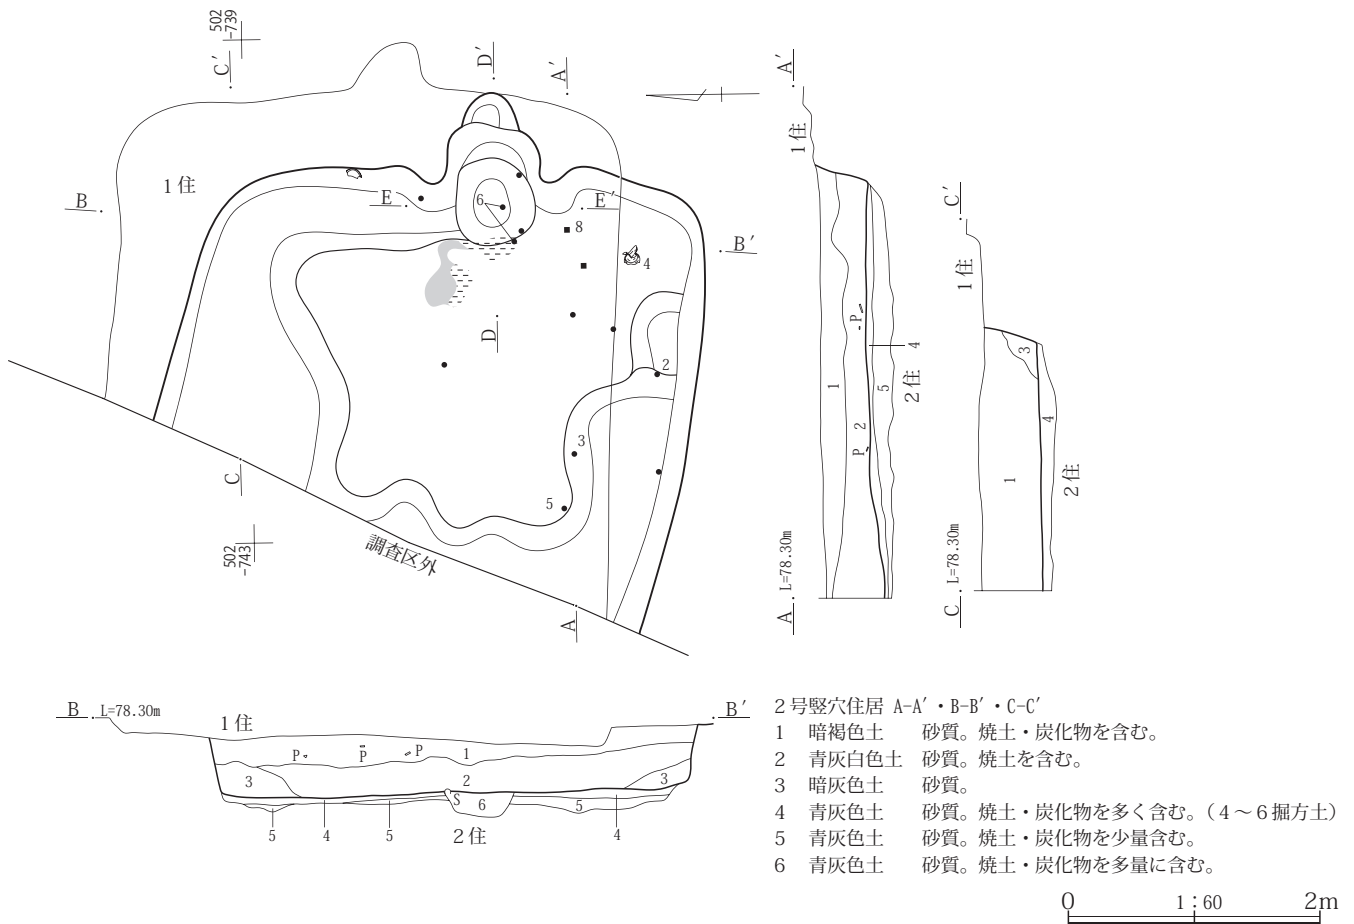 502
-739
C′
D′
A′
A′
1住
1住
B
E
6
E′
8
B′
4
C′
1住
D
2
P
4
3
1
2住
5
3
2
P
4
1
2住
C
3
5
502
-743
調査区外
A
L=78.30m
A
L=78.30m
C
B L=78.30m
1住
B′
P
P
P
1
3
2
3
S
6
5
5
4
5
2住
4
2号竪穴住居 A-A′・B-B′・C-C′
1 暗褐色土 砂質。焼土・炭化物を含む。
2 青灰白色土 砂質。焼土を含む。
3 暗灰色土 砂質。
4 青灰色土 砂質。焼土・炭化物を多く含む。(4～6掘方土)
5 青灰色土 砂質。焼土・炭化物を少量含む。
6 青灰色土 砂質。焼土・炭化物を多量に含む。
0 1:60 2m